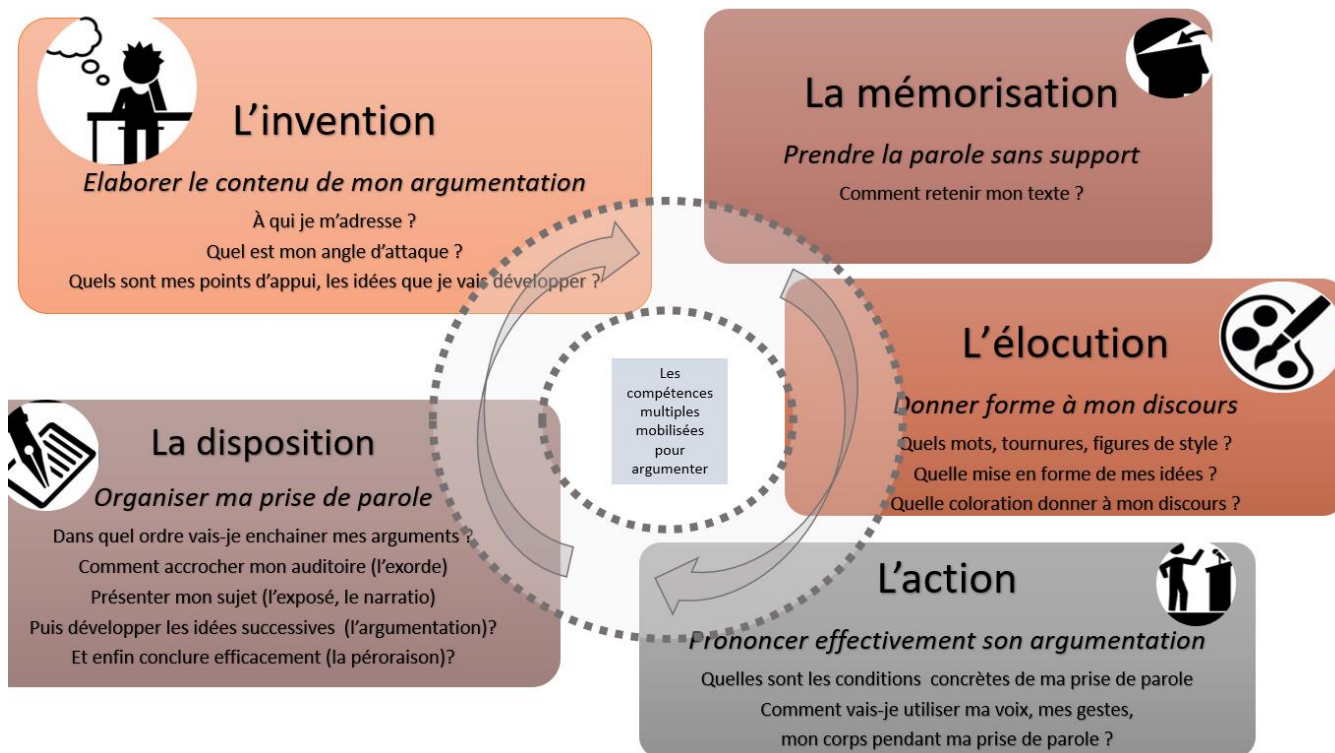 L'invention
Elaborer le contenu de mon argumentation
À qui je m'adresse ?
Quel est mon angle d'attaque ?
Quels sont mes points d'appui, les idées que je vais développer ?
La mémorisation
Prendre la parole sans support
Comment retenir mon texte ?
L'élocution
Donner forme à mon discours
Quels mots, tournures, figures de style ?
Quelle mise en forme de mes idées ?
Quelle coloration donner à mon discours ?
Les
compétences
multiples
mobilisées
pour
argumenter
La disposition
Organiser ma prise de parole
Dans quel ordre vais-je enchainer mes arguments ?
Comment accrocher mon auditoire (l'exorde)
Présenter mon sujet (l'exposé, le narratio)
Puis développer les idées successives (l'argumentation)?
Et enfin conclure efficacement (la péroraison)?
L'action
Prononcer effectivement son argumentation
Quelles sont les conditions concrètes de ma prise de parole
Comment vais-je utiliser ma voix, mes gestes,
mon corps pendant ma prise de parole ?